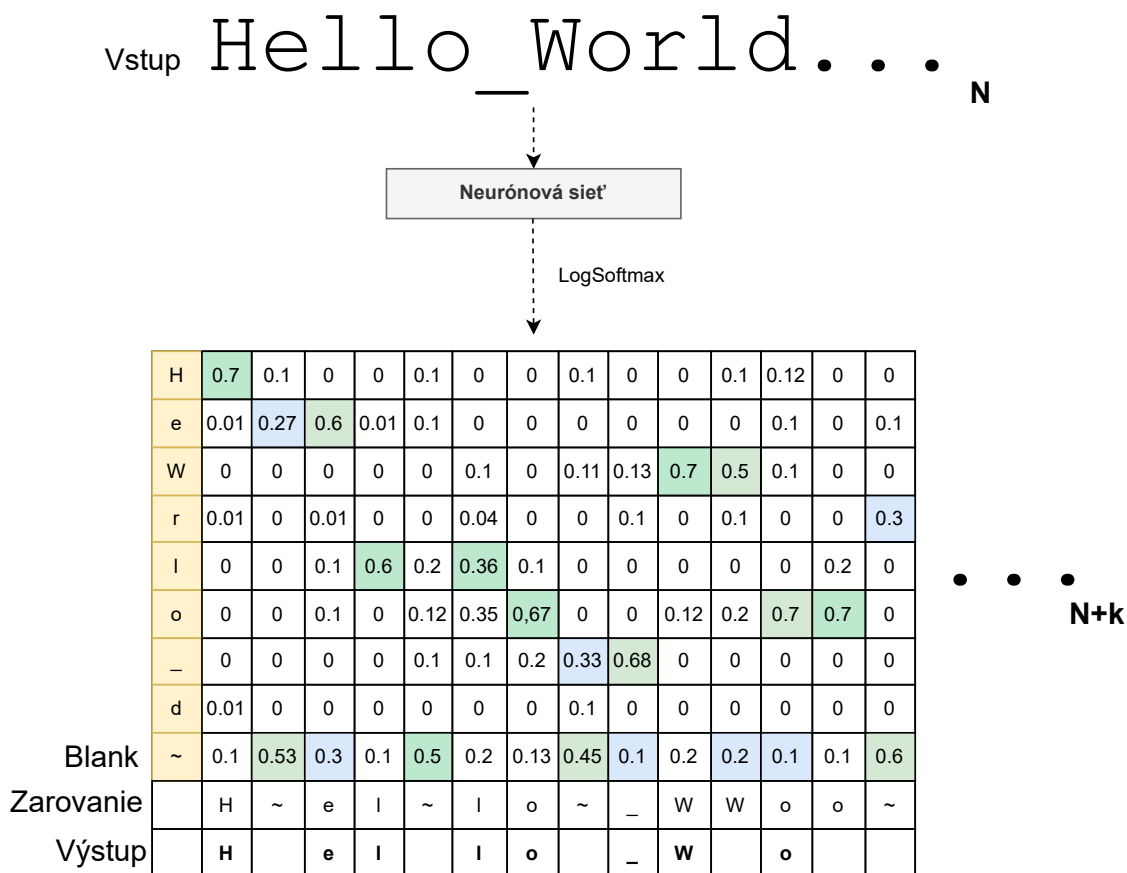 Vstup Hello_World...
N
Neurónová sieť
LogSoftmax
H 0.7 0.1 0 0 0.1 0 0 0.1 0 0 0.1 0.12 0 0
e 0.01 0.27 0.6 0.01 0.1 0 0 0 0 0 0 0.1 0 0.1
W 0 0 0 0 0 0.1 0 0.11 0.13 0.7 0.5 0.1 0 0
r 0.01 0 0.01 0 0 0.04 0 0 0.1 0 0.1 0 0 0.3
l 0 0 0.1 0.6 0.2 0.36 0.1 0 0 0 0 0 0.2 0
...
o 0 0 0.1 0 0.12 0.35 0,67 0 0 0.12 0.2 0.7 0.7 0
N+k
_ 0 0 0 0 0.1 0.1 0.2 0.33 0.68 0 0 0 0 0
d 0.01 0 0 0 0 0 0 0.1 0 0 0 0 0 0
Blank ~ 0.1 0.53 0.3 0.1 0.5 0.2 0.13 0.45 0.1 0.2 0.2 0.1 0.1 0.6
Zarovanie H ~ e l ~ l o ~ _ W W o o ~
Výstup H e l l o _ W o